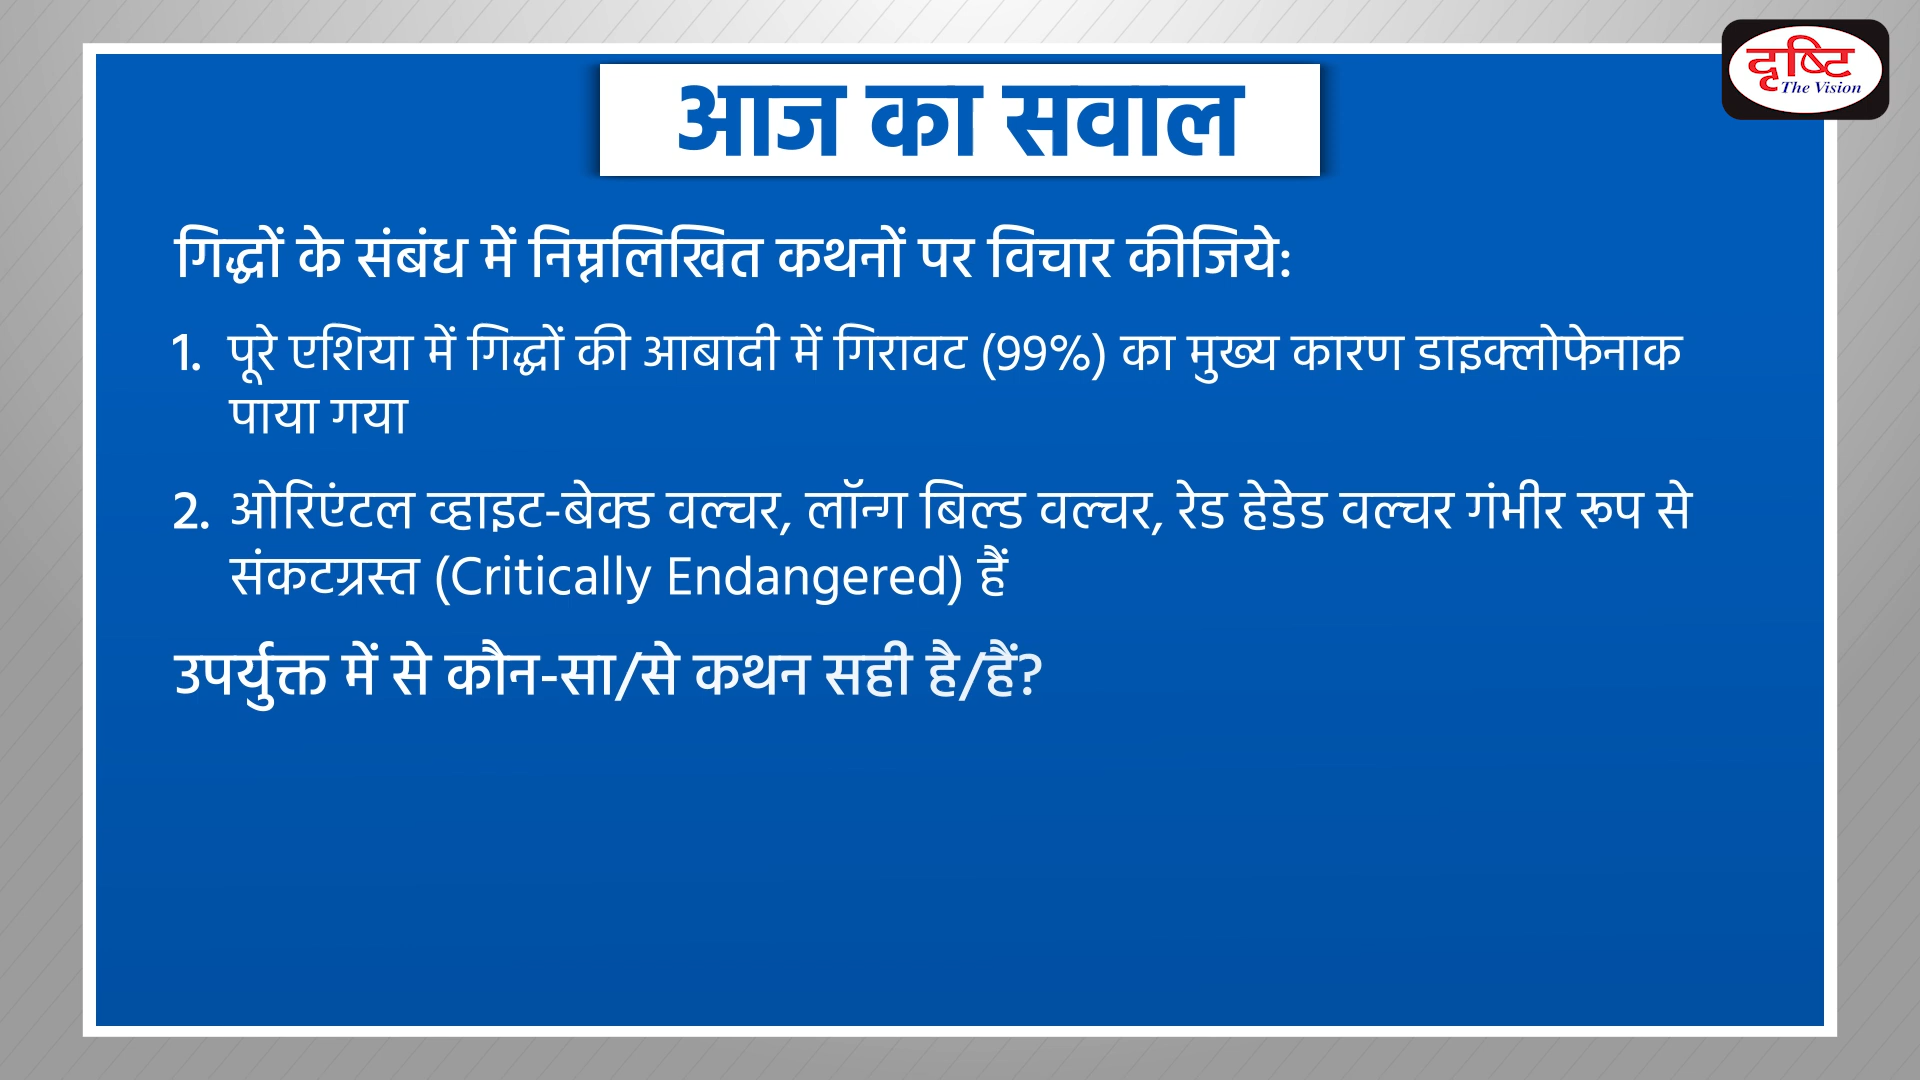 दृष्टि
The Vision
आज का सवाल
गिद्धों के संबंध में निम्नलिखित कथनों पर विचार कीजिये:
1. पूरे एशिया में गिद्धों की आबादी में गिरावट (99%) का मुख्य कारण डाइक्लोफेनाक
पाया गया
2. ओरिएंटल व्हाइट-बेक्ड वल्चर, लॉन्ग बिल्ड वल्चर, रेड हेडेड वल्चर गंभीर रुप से
संकटग्रस्त (Critically Endangered) हैं
उपर्युक्त में से कौन-सा/से कथन सही है/हैं?